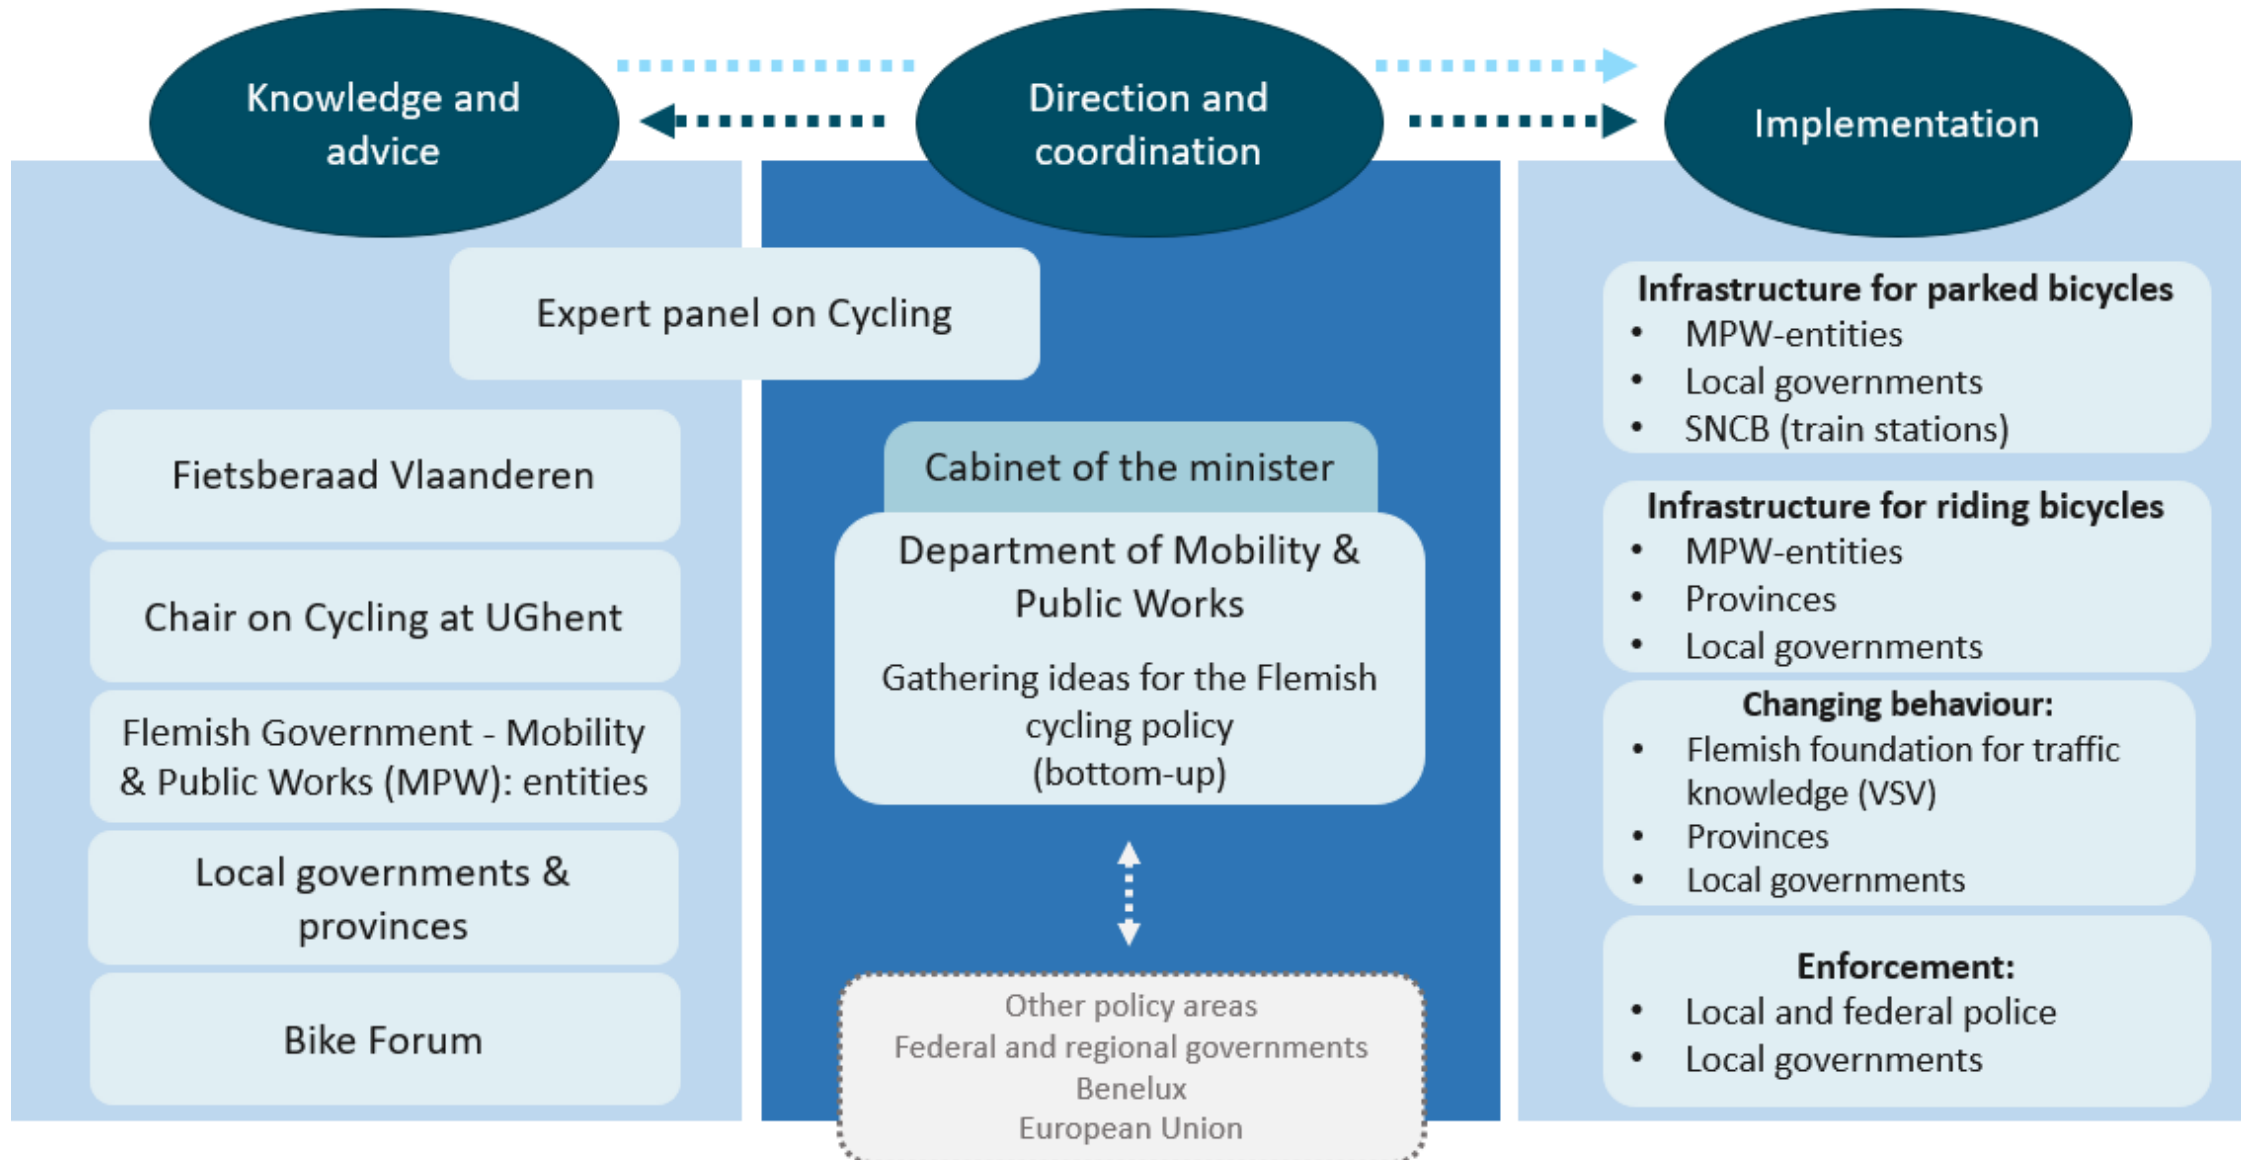 Knowledge and
advice
Direction and
coordination
Implementation
Expert panel on Cycling
Fietsberaad Vlaanderen
Chair on Cycling at UGhent
Flemish Government - Mobility
& Public Works (MPW): entities
Local governments &
provinces
Bike Forum
Cabinet of the minister
Department of Mobility &
Public Works
Gathering ideas for the Flemish
cycling policy
(bottom-up)
Other policy areas
Federal and regional governments
Benelux
European Union
Infrastructure for parked bicycles
• MPW-entities
• Local governments
• SNCB (train stations)
Infrastructure for riding bicycles
• MPW-entities
• Provinces
• Local governments
Changing behaviour:
• Flemish foundation for traffic
knowledge (VSV)
• Provinces
• Local governments
Enforcement:
• Local and federal police
• Local governments